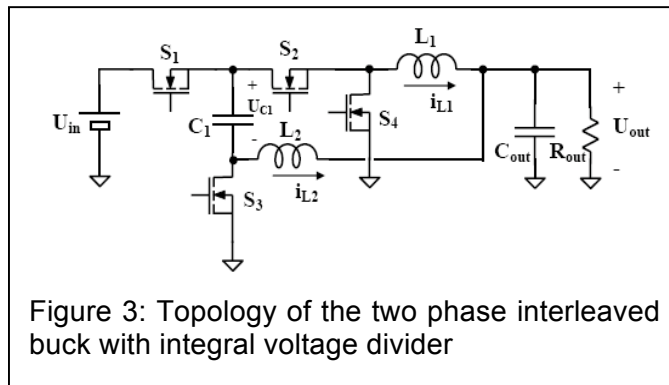 S1
S2
L1
Uin
C1
+
UC1
-
L2
iL1
S4
S3
iL2
Cout
Rout
+
Uout
-
Figure 3: Topology of the two phase interleaved
buck with integral voltage divider